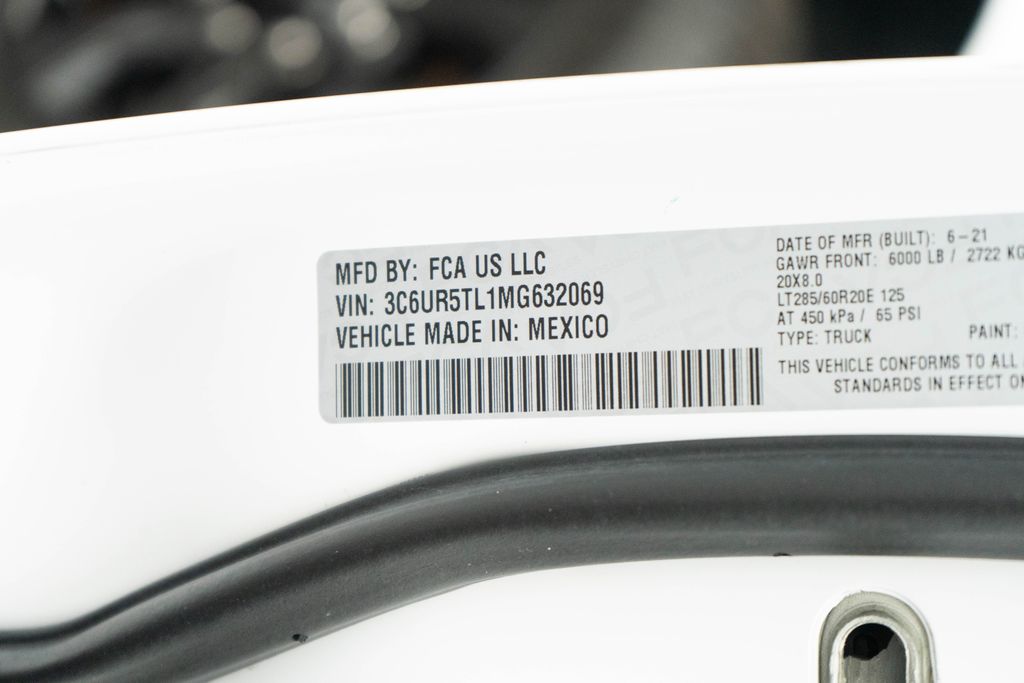 MFD BY: FCA US LLC
VIN: 3C6UR5TL1MG632069
VEHICLE MADE IN: MEXICO
DATE OF MFR (BUILT): 6-21
GAWR FRONT: 6000 LB / 2722 KG
20X8.0
LT285/60R20E 125
AT 450 kPa / 65 PSI
TYPE: TRUCK PAINT:
THIS VEHICLE CONFORMS TO ALL
STANDARDS IN EFFECT ON